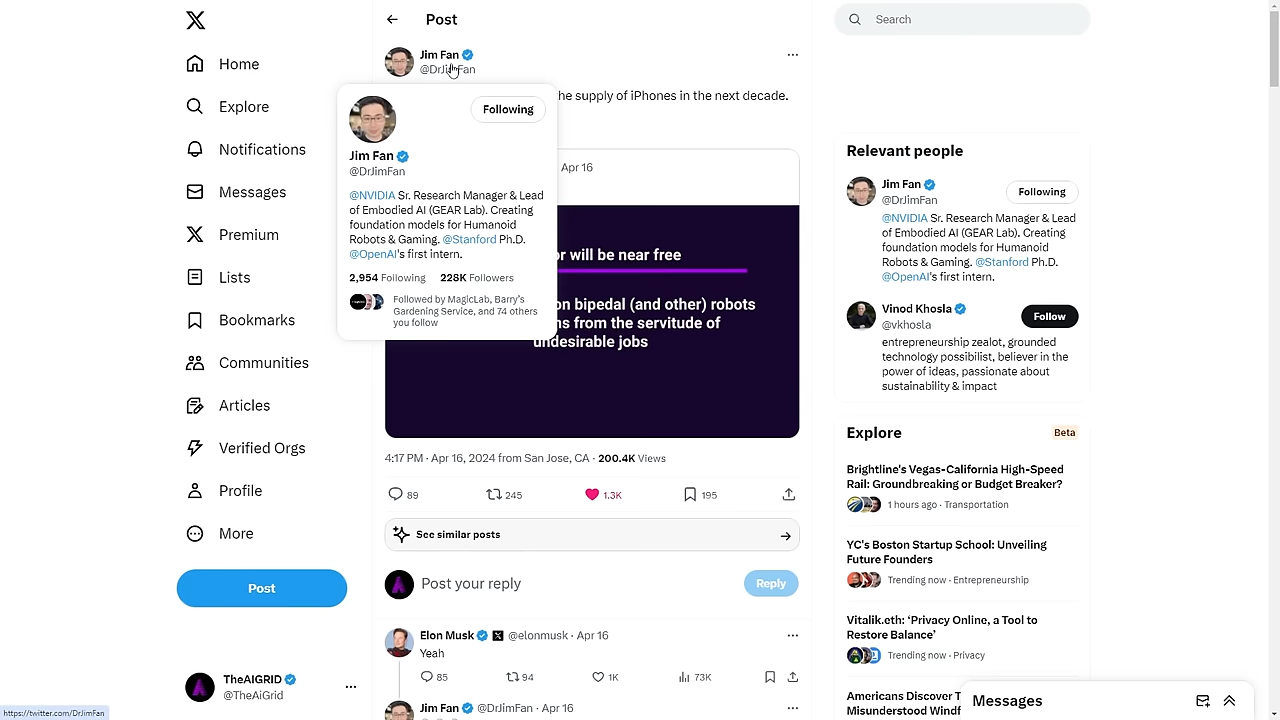 Home
Explore
Notifications
Messages
Premium
Lists
Bookmarks
Communities
Articles
Verified Orgs
Profile
More
Post
TheAIGRID
@TheAiGrid
https://twitter.com/DrJimFan
Post
Jim Fan
@DrJimFan
he supply of iPhones in the next decade.
Following
Jim Fan
@DrJimFan
@NVIDIA Sr. Research Manager & Lead
of Embodied AI (GEAR Lab). Creating
foundation models for Humanoid
Robots & Gaming. @Stanford Ph.D.
@OpenAI's first intern.
2,954 Following 228K Followers
Followed by MagicLab, Barry's
Gardening Service, and 74 others
you follow
Apr 16
or will be near free
on bipedal (and other) robots
ns from the servitude of
undesirable jobs
4:17 PM · Apr 16, 2024 from San Jose, CA · 200.4K Views
89 245 1.3K 195
See similar posts
Post your reply
Reply
Elon Musk @elonmusk · Apr 16
Yeah
85 94 1K 73K
Jim Fan @DrJimFan · Apr 16
Search
Relevant people
Jim Fan
@DrJimFan
Following
@NVIDIA Sr. Research Manager & Lead
of Embodied AI (GEAR Lab). Creating
foundation models for Humanoid
Robots & Gaming. @Stanford Ph.D.
@OpenAI's first intern.
Vinod Khosla
@vkhosla
Follow
entrepreneurship zealot, grounded
technology possibilist, believer in the
power of ideas, passionate about
sustainability & impact
Explore Beta
Brightline's Vegas-California High-Speed
Rail: Groundbreaking or Budget Breaker?
1 hours ago · Transportation
YC's Boston Startup School: Unveiling
Future Founders
Trending now · Entrepreneurship
Vitalik.eth: ‘Privacy Online, a Tool to
Restore Balance’
Trending now · Privacy
Americans Discover T
Misunderstood Windf
Messages